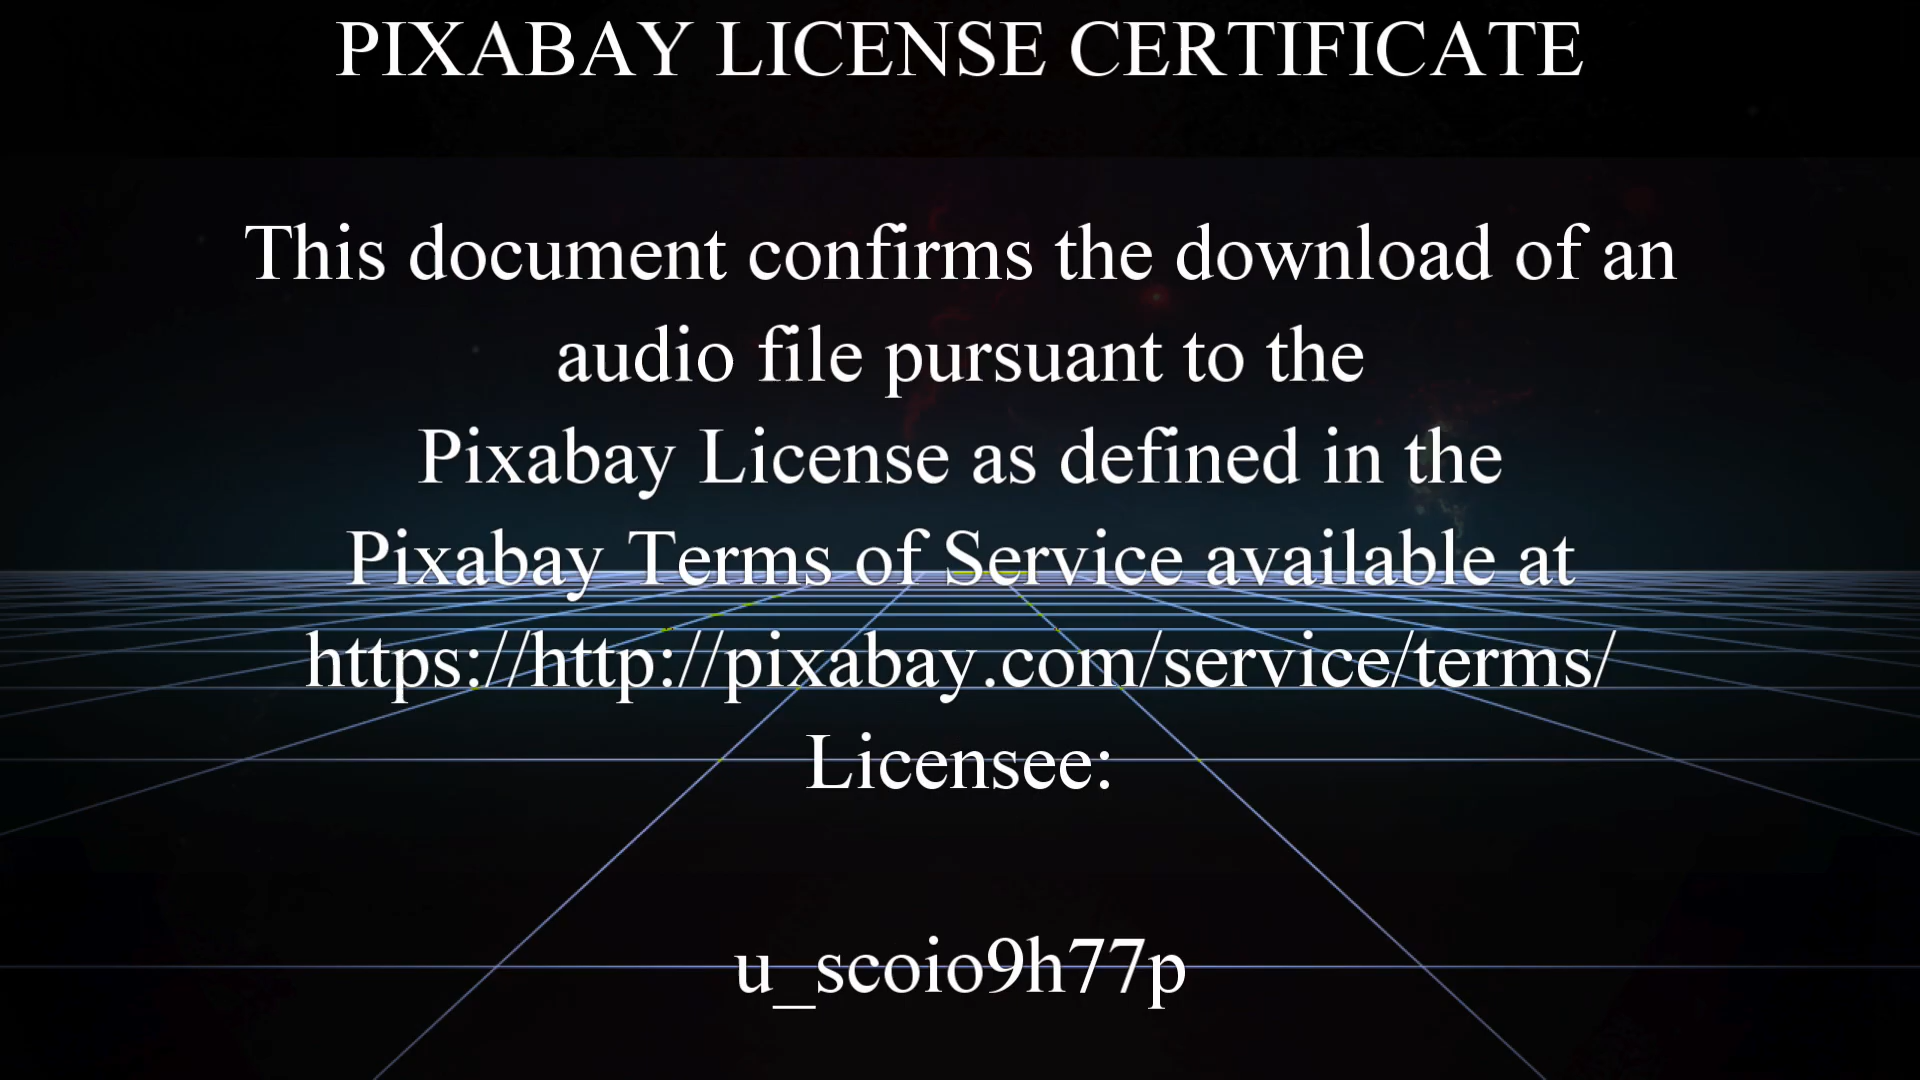 PIXABAY LICENSE CERTIFICATE
This document confirms the download of an
audio file pursuant to the
Pixabay License as defined in the
Pixabay Terms of Service available at
https://http://pixabay.com/service/terms/
Licensee:
u_scoio9h77p